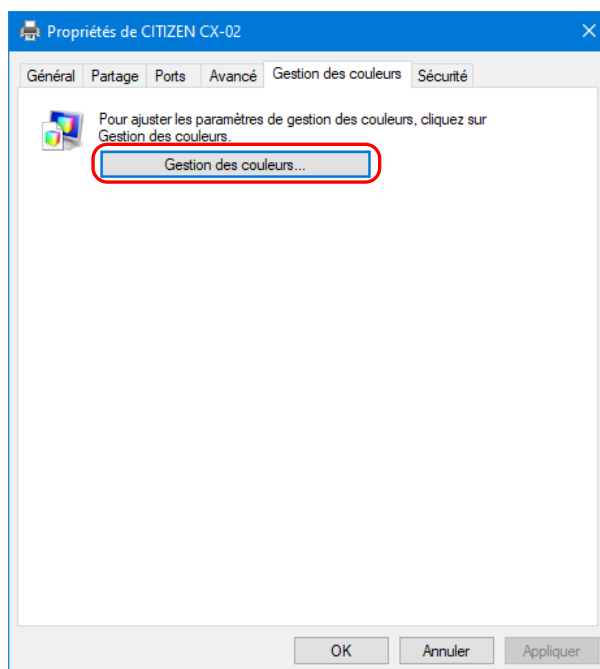 Propriétés de CITIZEN CX-02
Général Partage Ports Avancé Gestion des couleurs Sécurité
Pour ajuster les paramètres de gestion des couleurs, cliquez sur
Gestion des couleurs.
Gestion des couleurs...
OK Annuler Appliquer